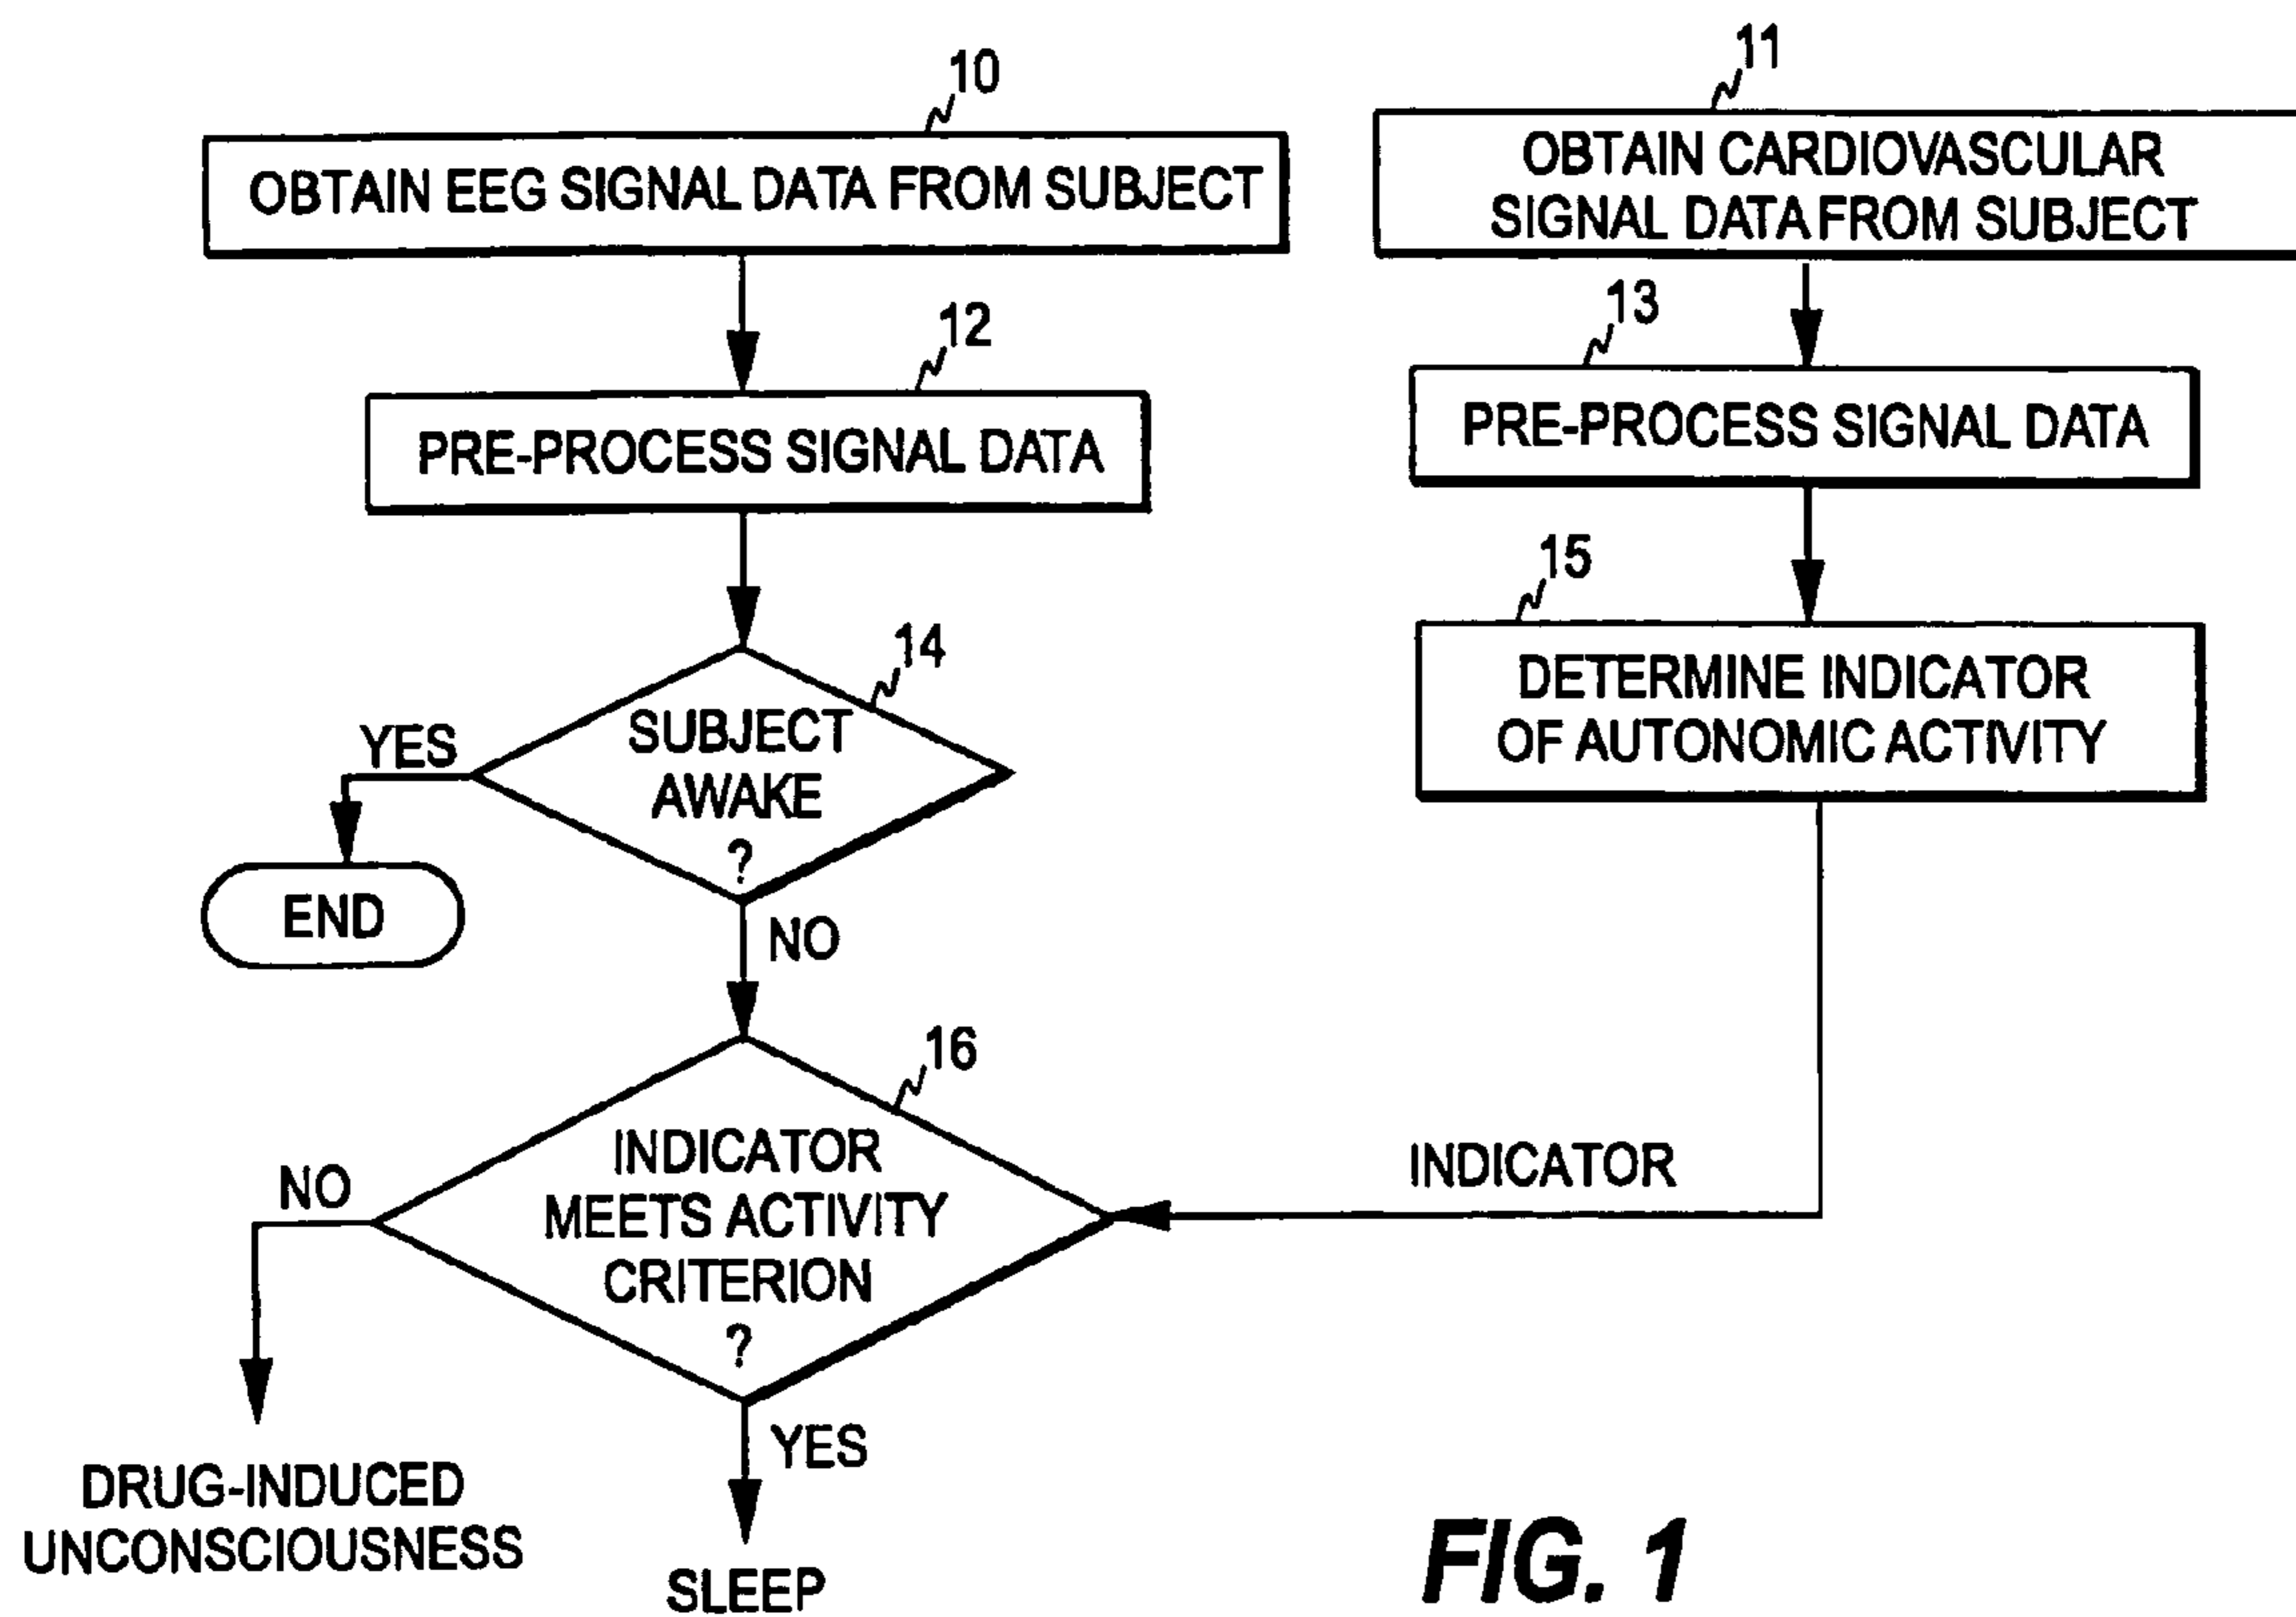 10
OBTAIN EEG SIGNAL DATA FROM SUBJECT
12
PRE-PROCESS SIGNAL DATA
14
SUBJECT
AWAKE
?
YES
END
NO
16
INDICATOR
MEETS ACTIVITY
CRITERION
?
NO
DRUG-INDUCED
UNCONSCIOUSNESS
YES
SLEEP
11
OBTAIN CARDIOVASCULAR
SIGNAL DATA FROM SUBJECT
13
PRE-PROCESS SIGNAL DATA
15
DETERMINE INDICATOR
OF AUTONOMIC ACTIVITY
INDICATOR
FIG. 1